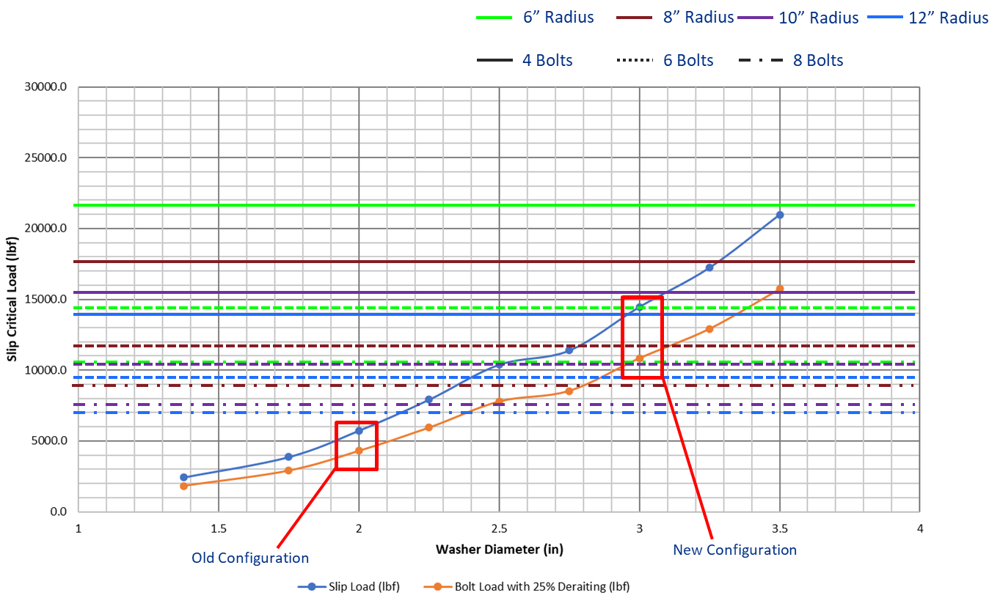 6” Radius 8” Radius 10” Radius 12” Radius
4 Bolts 6 Bolts 8 Bolts
30000.0
25000.0
20000.0
15000.0
10000.0
5000.0
0.0
Slip Critical Load (lbf)
1 1.5 2 2.5 3 3.5 4
Washer Diameter (in)
Old Configuration
New Configuration
Slip Load (lbf) Bolt Load with 25% Deraiting (lbf)